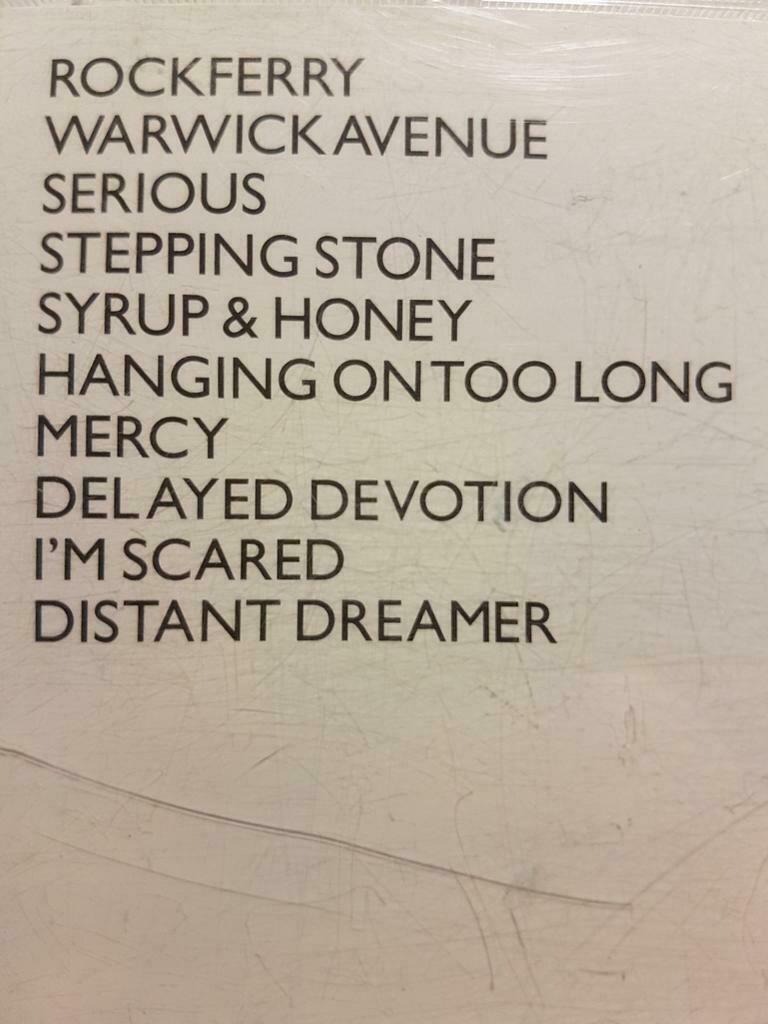 ROCKFERRY
WARWICK AVENUE
SERIOUS
STEPPING STONE
SYRUP & HONEY
HANGING ON TOO LONG
MERCY
DELAYED DEVOTION
I'M SCARED
DISTANT DREAMER